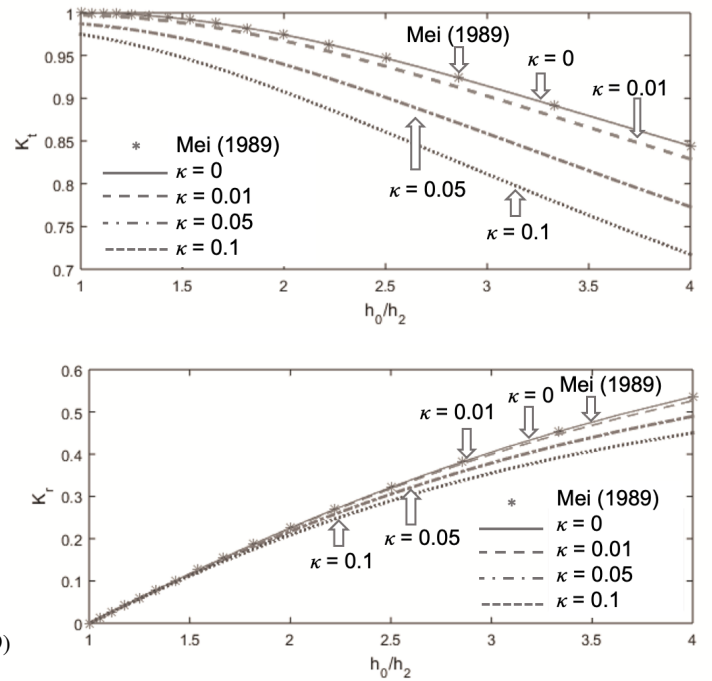 1
Mei (1989)
κ = 0
0.95
κ = 0.01
0.9
Kt
0.85
* Mei (1989)
κ = 0
κ = 0.01
κ = 0.05
κ = 0.1
0.8
κ = 0.05
0.75
κ = 0.1
0.7
1 1.5 2 2.5 3 3.5 4
h0/h2
0.6
Mei (1989)
κ = 0
κ = 0.01
0.5
0.4
Kr
0.3
* Mei (1989)
κ = 0
κ = 0.01
κ = 0.05
κ = 0.1
0.2
κ = 0.05
κ = 0.1
0.1
0
1 1.5 2 2.5 3 3.5 4
h0/h2
)